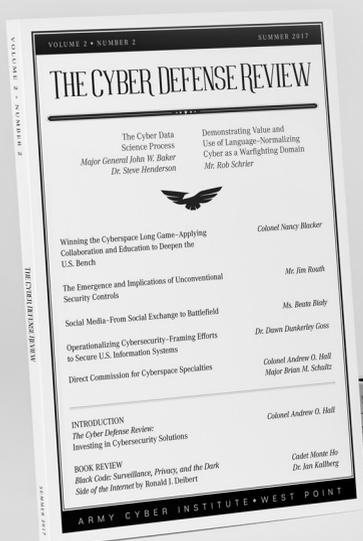 VOLUME 2 • NUMBER 2
SUMMER 2017
THE CYBER DEFENSE REVIEW
The Cyber Data
Science Process
Major General John W. Baker
Dr. Steve Henderson
Demonstrating Value and
Use of Language–Normalizing
Cyber as a Warfighting Domain
Mr. Rob Schrier
Winning the Cyberspace Long Game–Applying
Collaboration and Education to Deepen the
U.S. Bench
Colonel Nancy Blacker
The Emergence and Implications of Unconventional
Security Controls
Mr. Jim Routh
Social Media–From Social Exchange to Battlefield
Ms. Beata Biały
Operationalizing Cybersecurity–Framing Efforts
to Secure U.S. Information Systems
Dr. Dawn Dunkerley Goss
Direct Commission for Cyberspace Specialties
Colonel Andrew O. Hall
Major Brian M. Schultz
INTRODUCTION
The Cyber Defense Review:
Investing in Cybersecurity Solutions
Colonel Andrew O. Hall
BOOK REVIEW
Black Code: Surveillance, Privacy, and the Dark
Side of the Internet by Ronald J. Deibert
Cadet Monte Ho
Dr. Jan Kallberg
ARMY CYBER INSTITUTE • WEST POINT
VOLUME 2 • NUMBER 2
THE CYBER DEFENSE REVIEW
SUMMER 2017